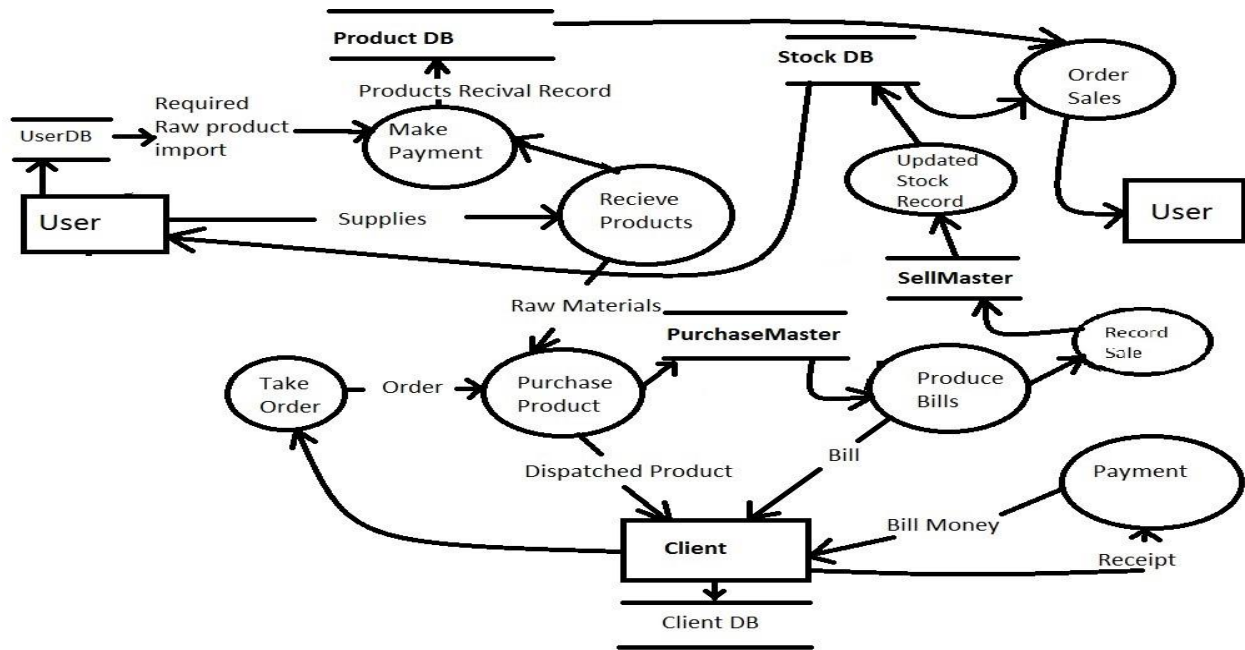 Product DB
Stock DB
Order
Sales
Products Recival Record
Required
Raw product
import
UserDB
Make
Payment
Updated
Stock
Record
Recieve
Products
User
Supplies
User
SellMaster
Raw Materials
PurchaseMaster
Record
Sale
Take
Order
Order
Purchase
Product
Produce
Bills
Bill
Dispatched Product
Payment
Bill Money
Client
Receipt
Client DB